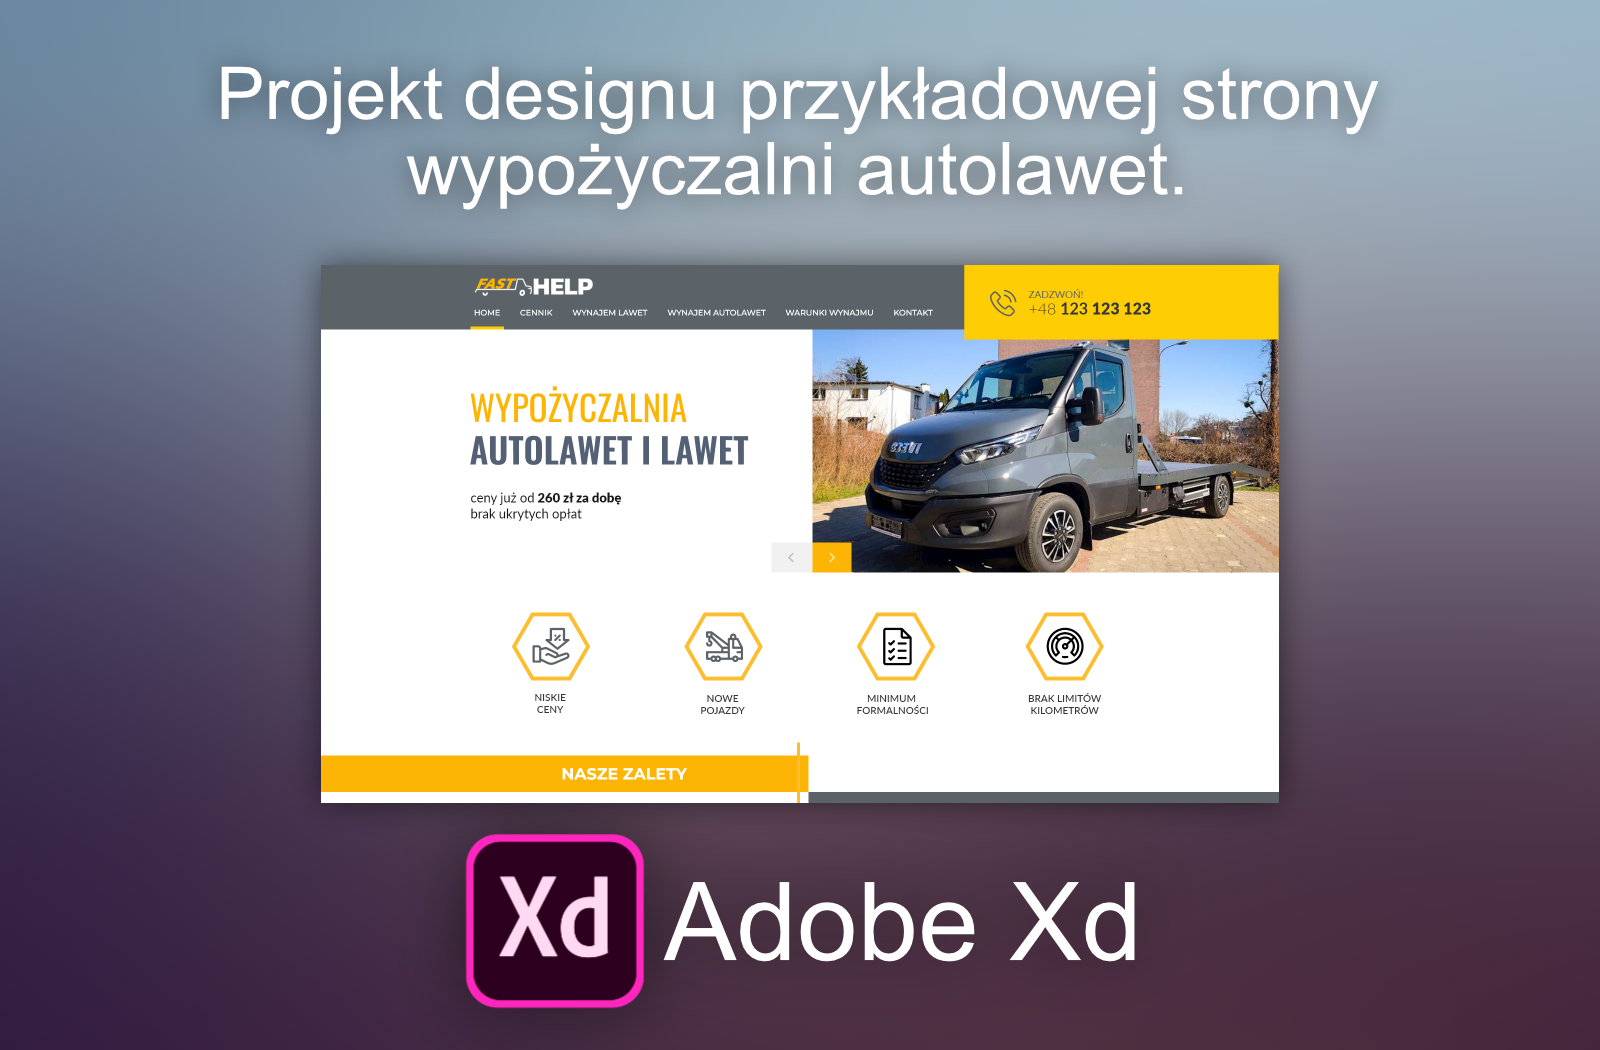 Projekt designu przykładowej strony
wypożyczalni autolawet.
FAST HELP
ZADZWOŃ!
+48 123 123 123
HOME CENNIK WYNAJEM LAWET WYNAJEM AUTOLAWET WARUNKI WYNAJMU KONTAKT
WYPOŻYCZALNIA
AUTOLAWET I LAWET
ceny już od 260 zł za dobę
brak ukrytych opłat
NISKIE
CENY
NOWE
POJAZDY
MINIMUM
FORMALNOŚCI
BRAK LIMITÓW
KILOMETRÓW
NASZE ZALETY
Xd Adobe Xd